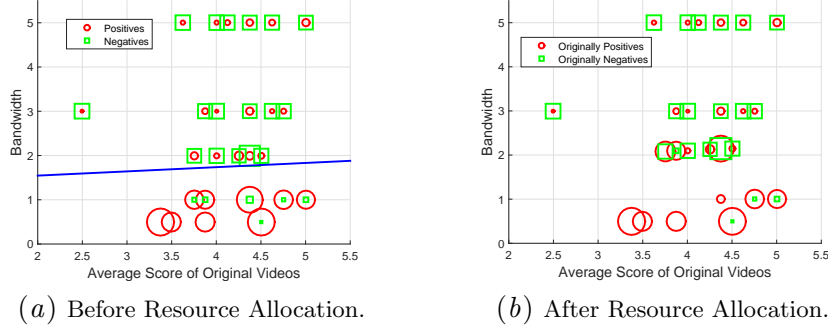 5
4
3
2
1
0
Bandwidth
Positives
Negatives
2 2.5 3 3.5 4 4.5 5 5.5
Average Score of Original Videos
(a) Before Resource Allocation.
5
4
3
2
1
0
Bandwidth
Originally Positives
Originally Negatives
2 2.5 3 3.5 4 4.5 5 5.5
Average Score of Original Videos
(b) After Resource Allocation.